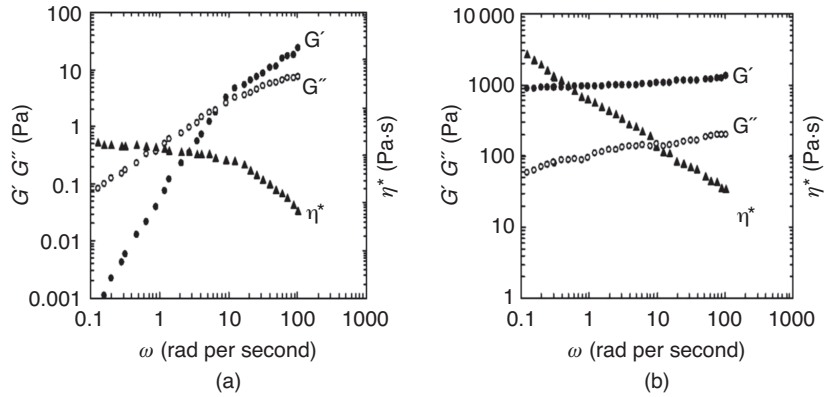 100
10
1
0.1
0.01
0.001
G′ G″ (Pa)
G′
G″
η*
η* (Pa·s)
0.1 1 10 100 1000
ω (rad per second)
(a)
10 000
1000
100
10
1
G′ G″ (Pa)
G′
G″
η*
η* (Pa·s)
0.1 1 10 100 1000
ω (rad per second)
(b)